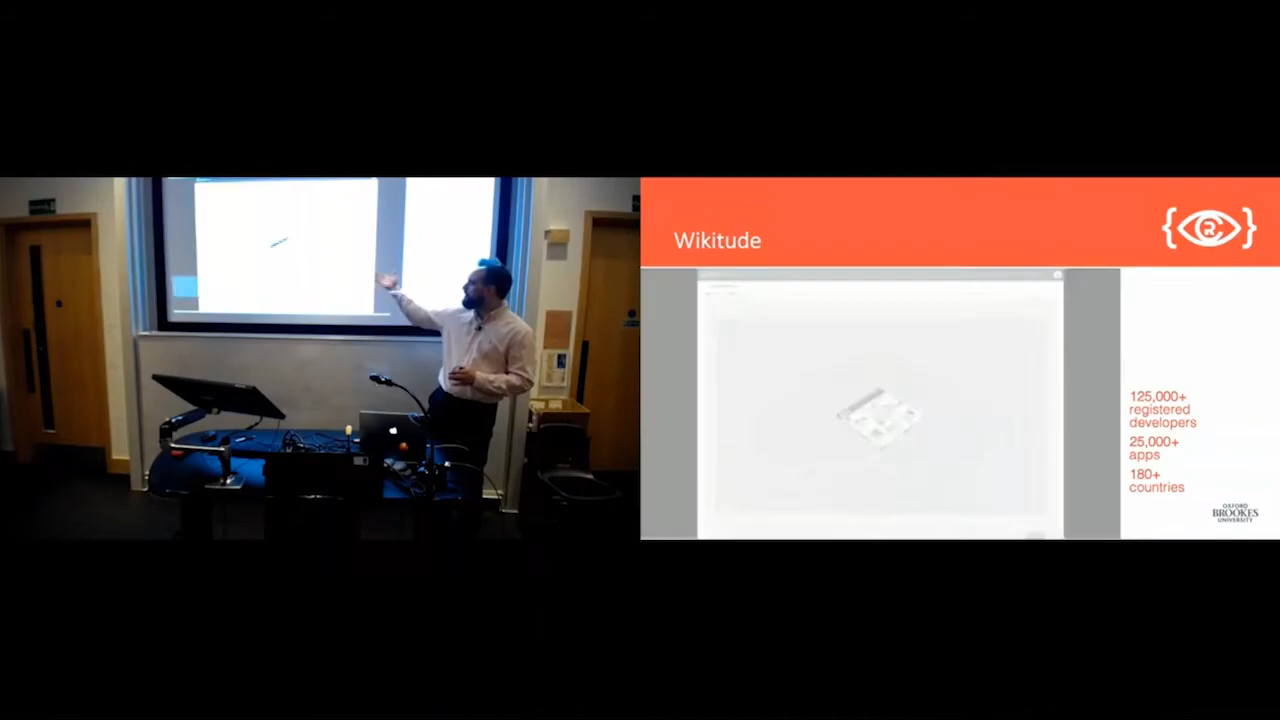 Wikitude
125,000+
registered
developers
25,000+
apps
180+
countries
OXFORD
BROOKES
UNIVERSITY